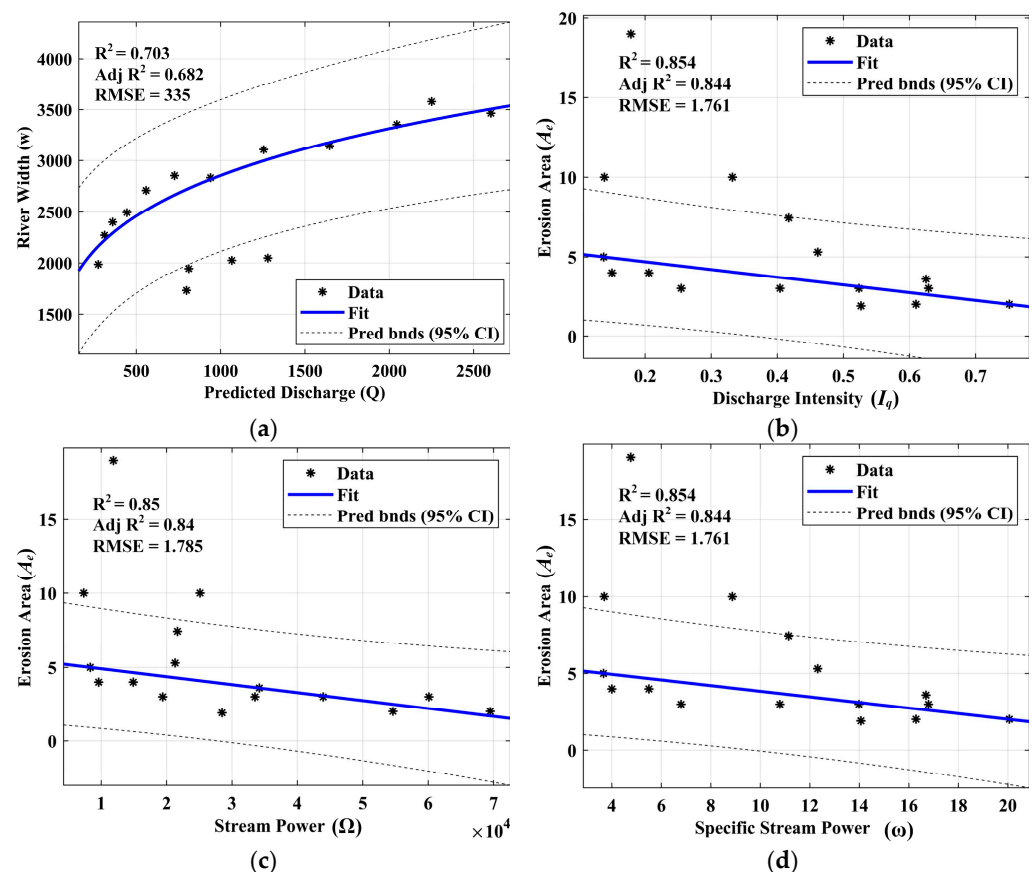 R² = 0.703
Adj R² = 0.682
RMSE = 335
Data
Fit
Pred bnds (95% CI)
River Width (w)
4000
3500
3000
2500
2000
1500
500 1000 1500 2000 2500
Predicted Discharge (Q)
(a)
R² = 0.854
Adj R² = 0.844
RMSE = 1.761
Data
Fit
Pred bnds (95% CI)
Erosion Area (Aₑ)
20
15
10
5
0
0.2 0.3 0.4 0.5 0.6 0.7
Discharge Intensity (I_q)
(b)
R² = 0.85
Adj R² = 0.84
RMSE = 1.785
Data
Fit
Pred bnds (95% CI)
Erosion Area (Aₑ)
15
10
5
0
1 2 3 4 5 6 7
×10⁴
Stream Power (Ω)
(c)
R² = 0.854
Adj R² = 0.844
RMSE = 1.761
Data
Fit
Pred bnds (95% CI)
Erosion Area (Aₑ)
15
10
5
0
4 6 8 10 12 14 16 18 20
Specific Stream Power (ω)
(d)